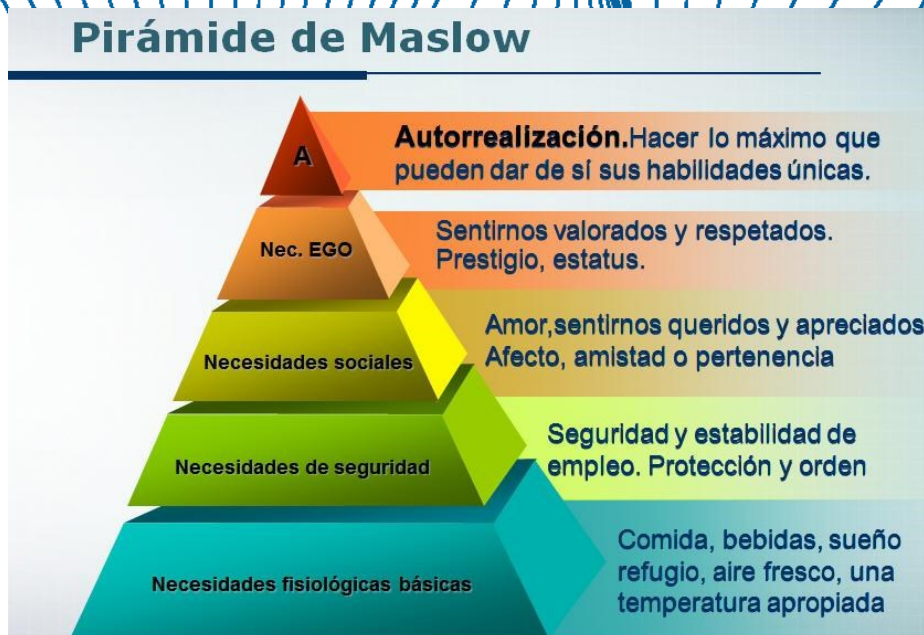 Pirámide de Maslow
A
Autorrealización.Hacer lo máximo que
pueden dar de sí sus habilidades únicas.
Nec. EGO
Sentirnos valorados y respetados.
Prestigio, estatus.
Necesidades sociales
Amor,sentirnos queridos y apreciados
Afecto, amistad o pertenencia
Necesidades de seguridad
Seguridad y estabilidad de
empleo. Protección y orden
Necesidades fisiológicas básicas
Comida, bebidas, sueño
refugio, aire fresco, una
temperatura apropiada